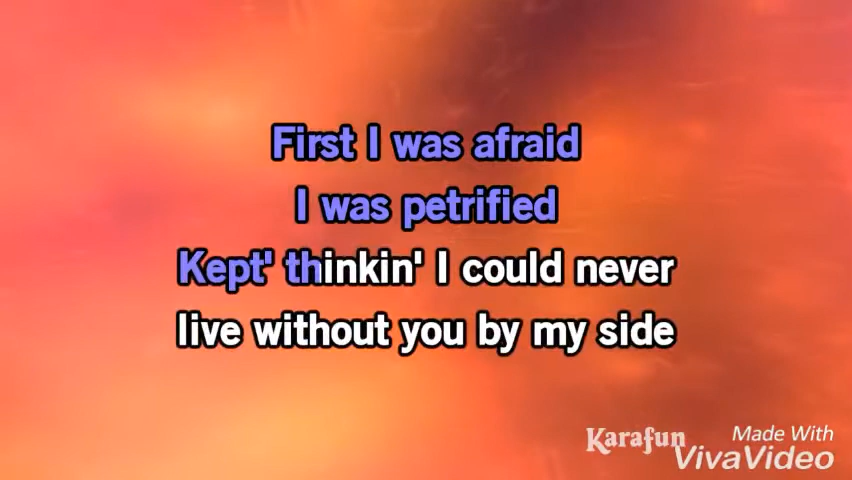 First I was afraid
I was petrified
Kept' thinkin' I could never
live without you by my side
Karafun
Made With
VivaVideo